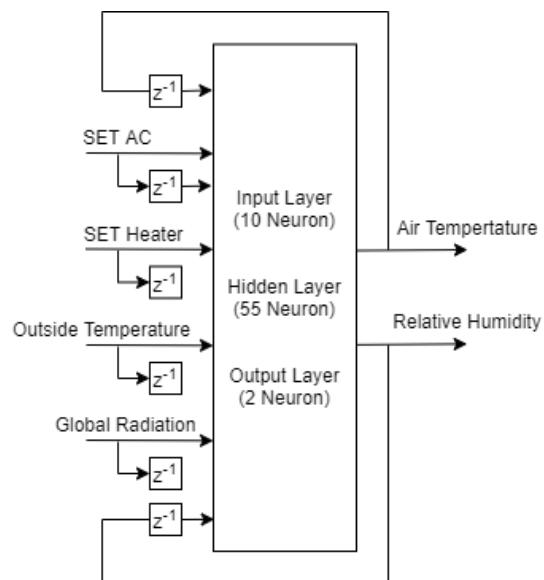 z-1
SET AC
z-1
Input Layer
(10 Neuron)
SET Heater
Air Tempertature
z-1
Hidden Layer
(55 Neuron)
Outside Temperature
Relative Humidity
z-1
Output Layer
(2 Neuron)
Global Radiation
z-1
z-1